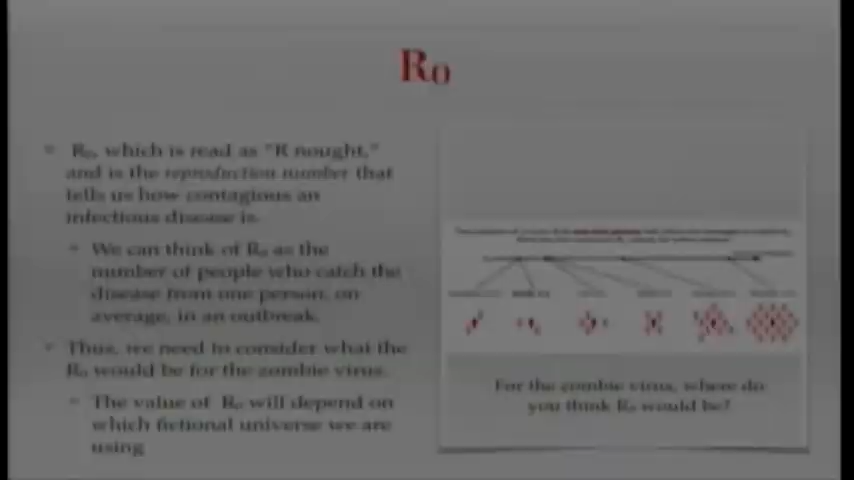 R₀
R₀, which is read as "R nought,"
and is the reproduction number that
tells us how contagious an
infectious disease is.
We can think of R₀ as the
number of people who catch the
disease from one person, on
average, in an outbreak.
Thus, we need to consider what the
R₀ would be for the zombie virus.
The value of R₀ will depend on
which fictional universe we are
using
For the zombie virus, where do
you think R₀ would be?